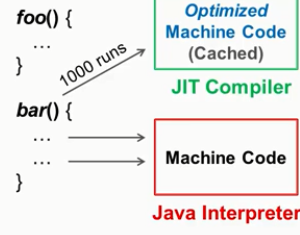 foo() {
...
}
1000 runs
Optimized
Machine Code
(Cached)
JIT Compiler
bar() {
...
...
}
Machine Code
Java Interpreter